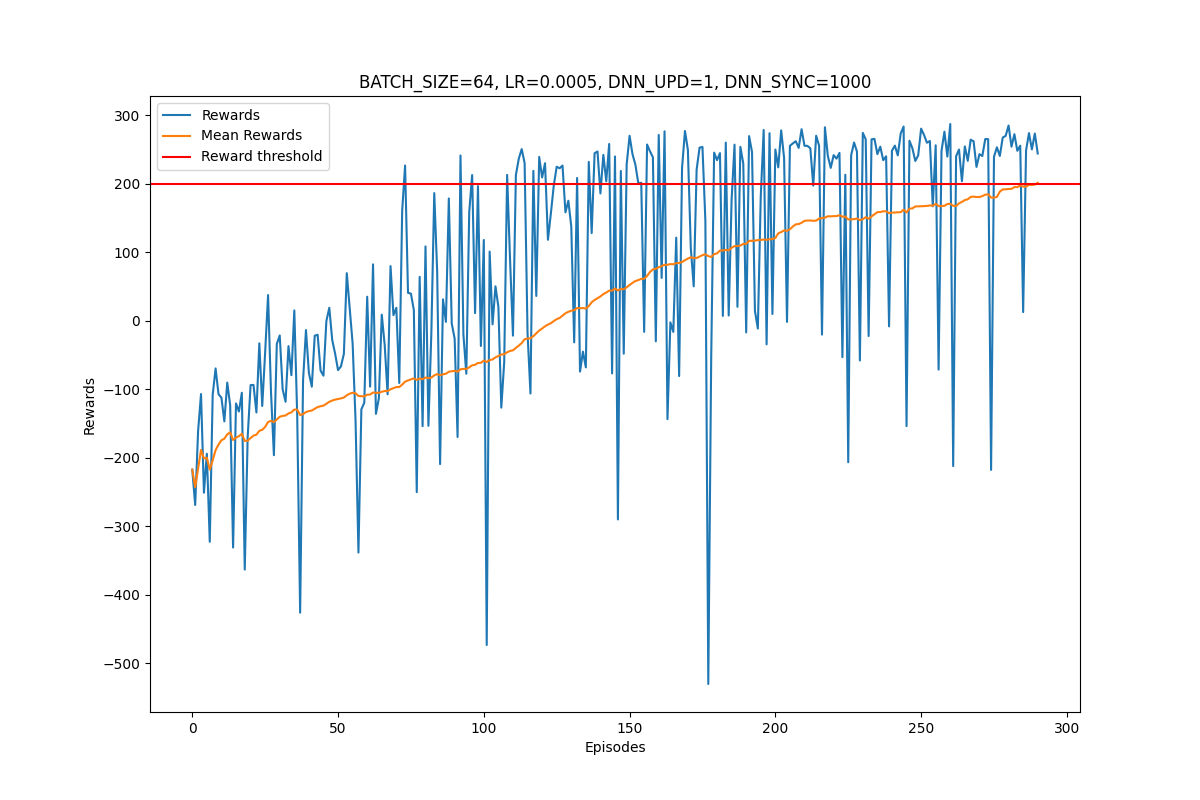 BATCH_SIZE=64, LR=0.0005, DNN_UPD=1, DNN_SYNC=1000
Rewards
Mean Rewards
Reward threshold
300
200
100
0
−100
−200
−300
−400
−500
Rewards
0 50 100 150 200 250 300
Episodes